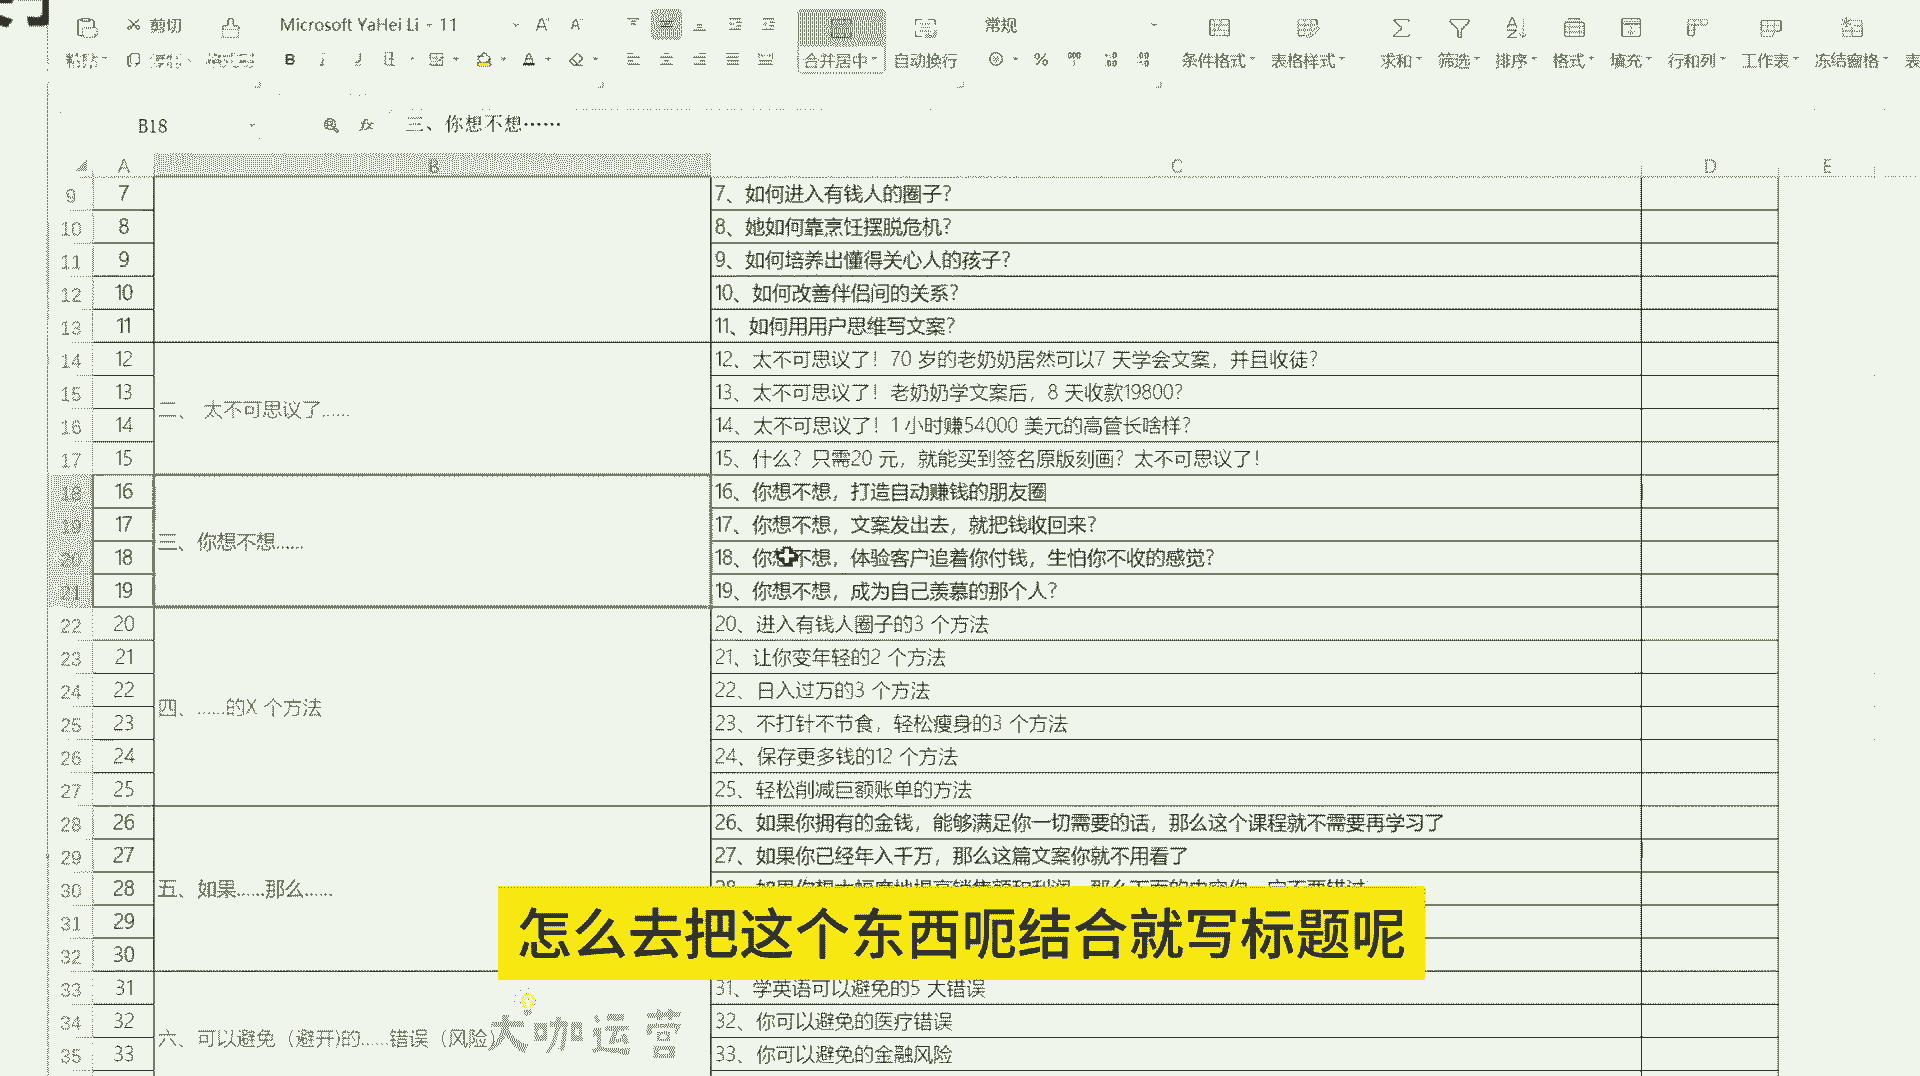 剪切
Microsoft YaHei Li
11
常规
粘贴
B
合并居中
自动换行
%
条件格式
表格样式
求和
筛选
排序
格式
填充
行和列
工作表
冻结窗格
表
B18
fx
三、你想不想……
A
B
C
D
E
9
7
7、如何进入有钱人的圈子?
10
8
8、她如何靠烹饪摆脱危机?
11
9
9、如何培养出懂得关心人的孩子?
12
10
10、如何改善伴侣间的关系?
13
11
11、如何用用户思维写文案?
14
12
12、太不可思议了！70 岁的老奶奶居然可以7 天学会文案，并且收徒?
15
13
13、太不可思议了！老奶奶学文案后，8 天收款19800?
二、 太不可思议了......
16
14
14、太不可思议了！1 小时赚54000 美元的高管长啥样?
17
15
15、什么？只需20 元，就能买到签名原版刻画？太不可思议了！
18
16
16、你想不想，打造自动赚钱的朋友圈
19
17
17、你想不想，文案发出去，就把钱收回来?
三、你想不想......
20
18
18、你想不想，体验客户追着你付钱，生怕你不收的感觉?
21
19
19、你想不想，成为自己羡慕的那个人?
22
20
20、进入有钱人圈子的3 个方法
23
21
21、让你变年轻的2 个方法
24
22
22、日入过万的3 个方法
四、......的X 个方法
25
23
23、不打针不节食，轻松瘦身的3 个方法
26
24
24、保存更多钱的12 个方法
27
25
25、轻松削减巨额账单的方法
28
26
26、如果你拥有的金钱，能够满足你一切需要的话，那么这个课程就不需要再学习了
29
27
27、如果你已经年入千万，那么这篇文案你就不用看了
30
28
五、如果......那么......
31
29
32
30
怎么去把这个东西呃结合就写标题呢
33
31
31、学英语可以避免的5 大错误
34
32
32、你可以避免的医疗错误
六、可以避免（避开)的......错误（风险）
35
33
33、你可以避免的金融风险
大咖运营